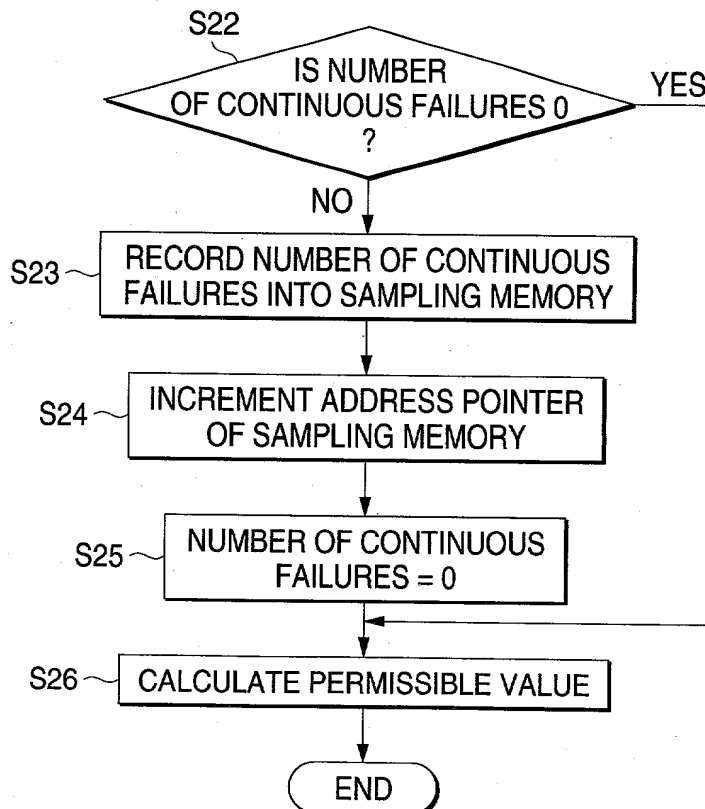 S22
IS NUMBER
OF CONTINUOUS FAILURES 0
?
YES
NO
S23
RECORD NUMBER OF CONTINUOUS
FAILURES INTO SAMPLING MEMORY
S24
INCREMENT ADDRESS POINTER
OF SAMPLING MEMORY
S25
NUMBER OF CONTINUOUS
FAILURES = 0
S26
CALCULATE PERMISSIBLE VALUE
END